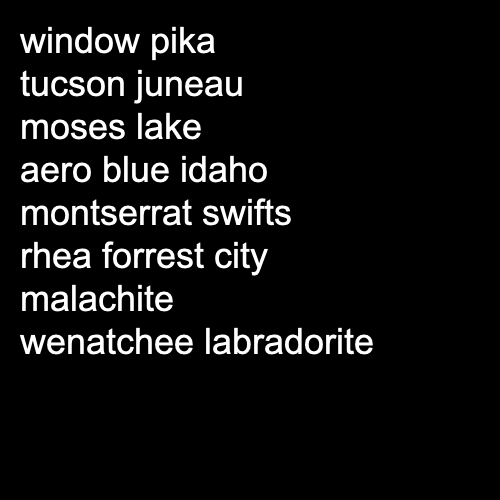 window pika
tucson juneau
moses lake
aero blue idaho
montserrat swifts
rhea forrest city
malachite
wenatchee labradorite